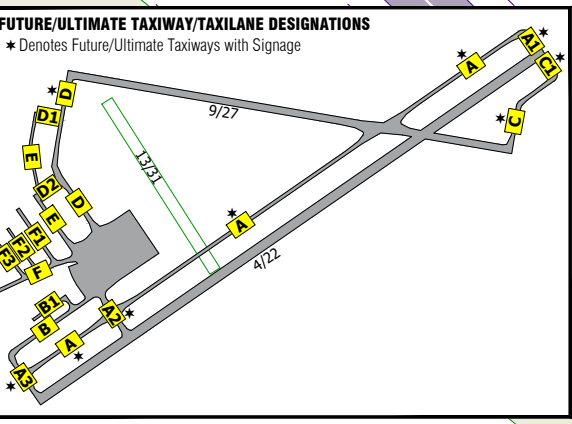 FUTURE/ULTIMATE TAXIWAY/TAXILANE DESIGNATIONS
★ Denotes Future/Ultimate Taxiways with Signage
A1
C1
A
D
9/27
D1
C
E
13/31
D2
D
E
A
F1
F2
F3
4/22
F
B1
A2
B
A
A3